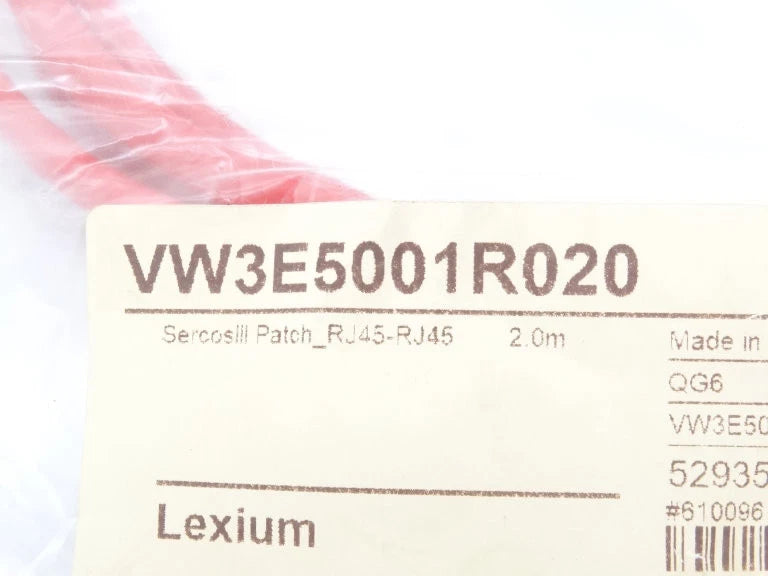 VW3E5001R020
SercosIII Patch_RJ45-RJ45 2.0m
Made in
QG6
VW3E50
52935
#610096
Lexium